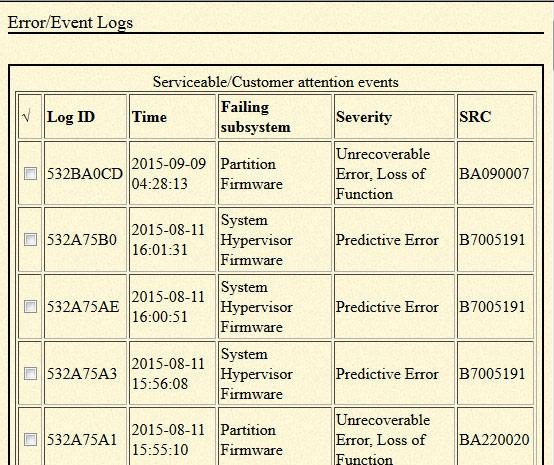 Error/Event Logs
Serviceable/Customer attention events
√ Log ID Time Failing subsystem Severity SRC
532BA0CD 2015-09-09 04:28:13 Partition Firmware Unrecoverable Error, Loss of Function BA090007
532A75B0 2015-08-11 16:01:31 System Hypervisor Firmware Predictive Error B7005191
532A75AE 2015-08-11 16:00:51 System Hypervisor Firmware Predictive Error B7005191
532A75A3 2015-08-11 15:56:08 System Hypervisor Firmware Predictive Error B7005191
532A75A1 2015-08-11 15:55:10 Partition Firmware Unrecoverable Error, Loss of Function BA220020